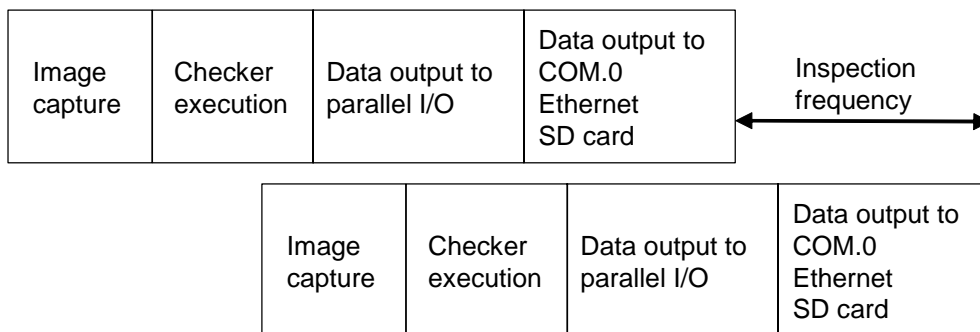 Image
capture
Checker
execution
Data output to
parallel I/O
Data output to
COM.0
Ethernet
SD card
Inspection
frequency
Image
capture
Checker
execution
Data output to
parallel I/O
Data output to
COM.0
Ethernet
SD card